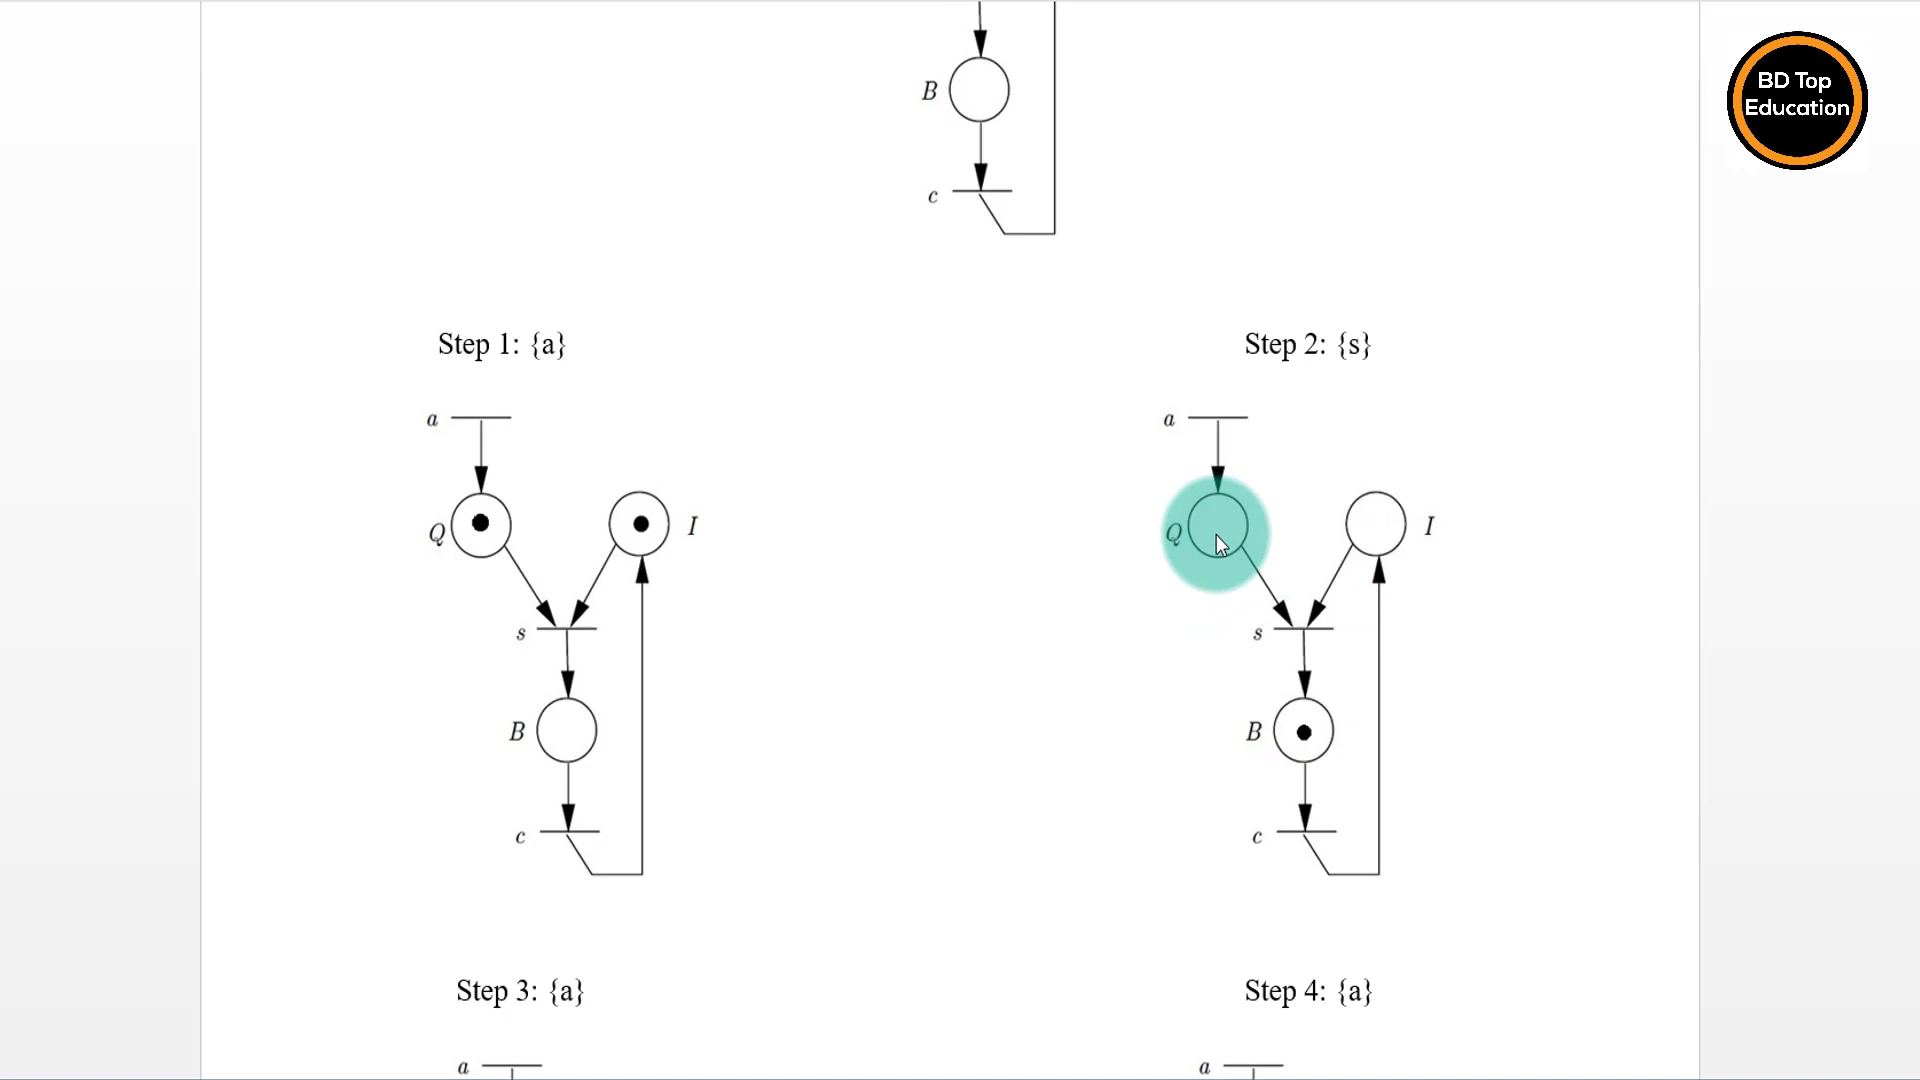 BD Top
Education
B
c
Step 1: {a}
Step 2: {s}
a
a
Q
I
Q
I
s
s
B
B
c
c
Step 3: {a}
Step 4: {a}
a
a